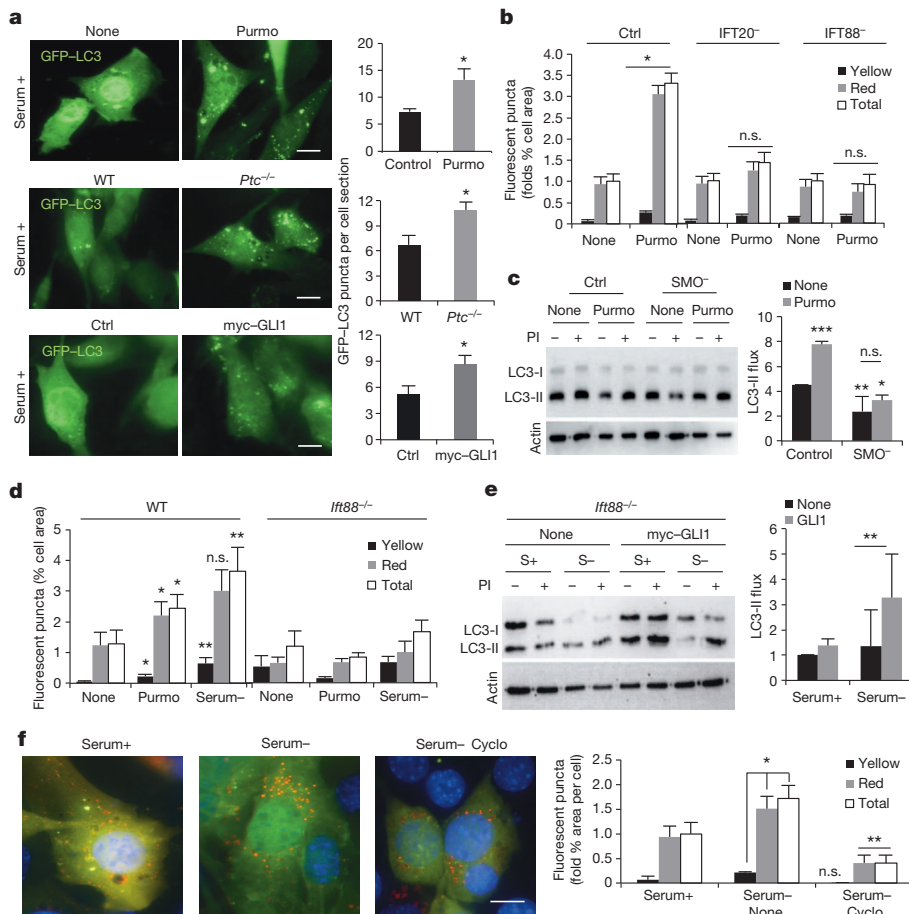 a
None
Purmo
GFP–LC3
Serum +
WT
Ptc–/–
GFP–LC3
Serum +
Ctrl
myc–GLI1
GFP–LC3
Serum +
GFP–LC3 puncta per cell section
20
15
10
5
0
*
Control
Purmo
12
9
6
3
0
*
WT
Ptc–/–
12
9
6
3
0
*
Ctrl
myc–GLI1
b
Ctrl
IFT20–
IFT88–
Fluorescent puncta
(folds % cell area)
4.0
3.5
3.0
2.5
2.0
1.5
1.0
0.5
0
*
n.s.
n.s.
Yellow
Red
Total
None
Purmo
None
Purmo
None
Purmo
c
Ctrl
SMO–
None
Purmo
None
Purmo
PI
– + – + – + – +
LC3-I
LC3-II
Actin
None
Purmo
LC3-II flux
10
8
6
4
2
0
***
n.s.
**
*
Control
SMO–
d
WT
Ift88–/–
Fluorescent puncta (% cell area)
5
4
3
2
1
0
*
*
*
**
n.s.
**
Yellow
Red
Total
None
Purmo
Serum–
None
Purmo
Serum–
e
Ift88–/–
None
myc–GLI1
S+
S–
S+
S–
PI
– + – + – + – +
LC3-I
LC3-II
Actin
None
GLI1
LC3-II flux
6
4
2
0
**
Serum+
Serum–
f
Serum+
Serum–
Serum– Cyclo
Fluorescent puncta
(fold % area per cell)
2.5
2.0
1.5
1.0
0.5
0
*
n.s.
**
Yellow
Red
Total
Serum+
Serum–
None
Serum–
Cyclo